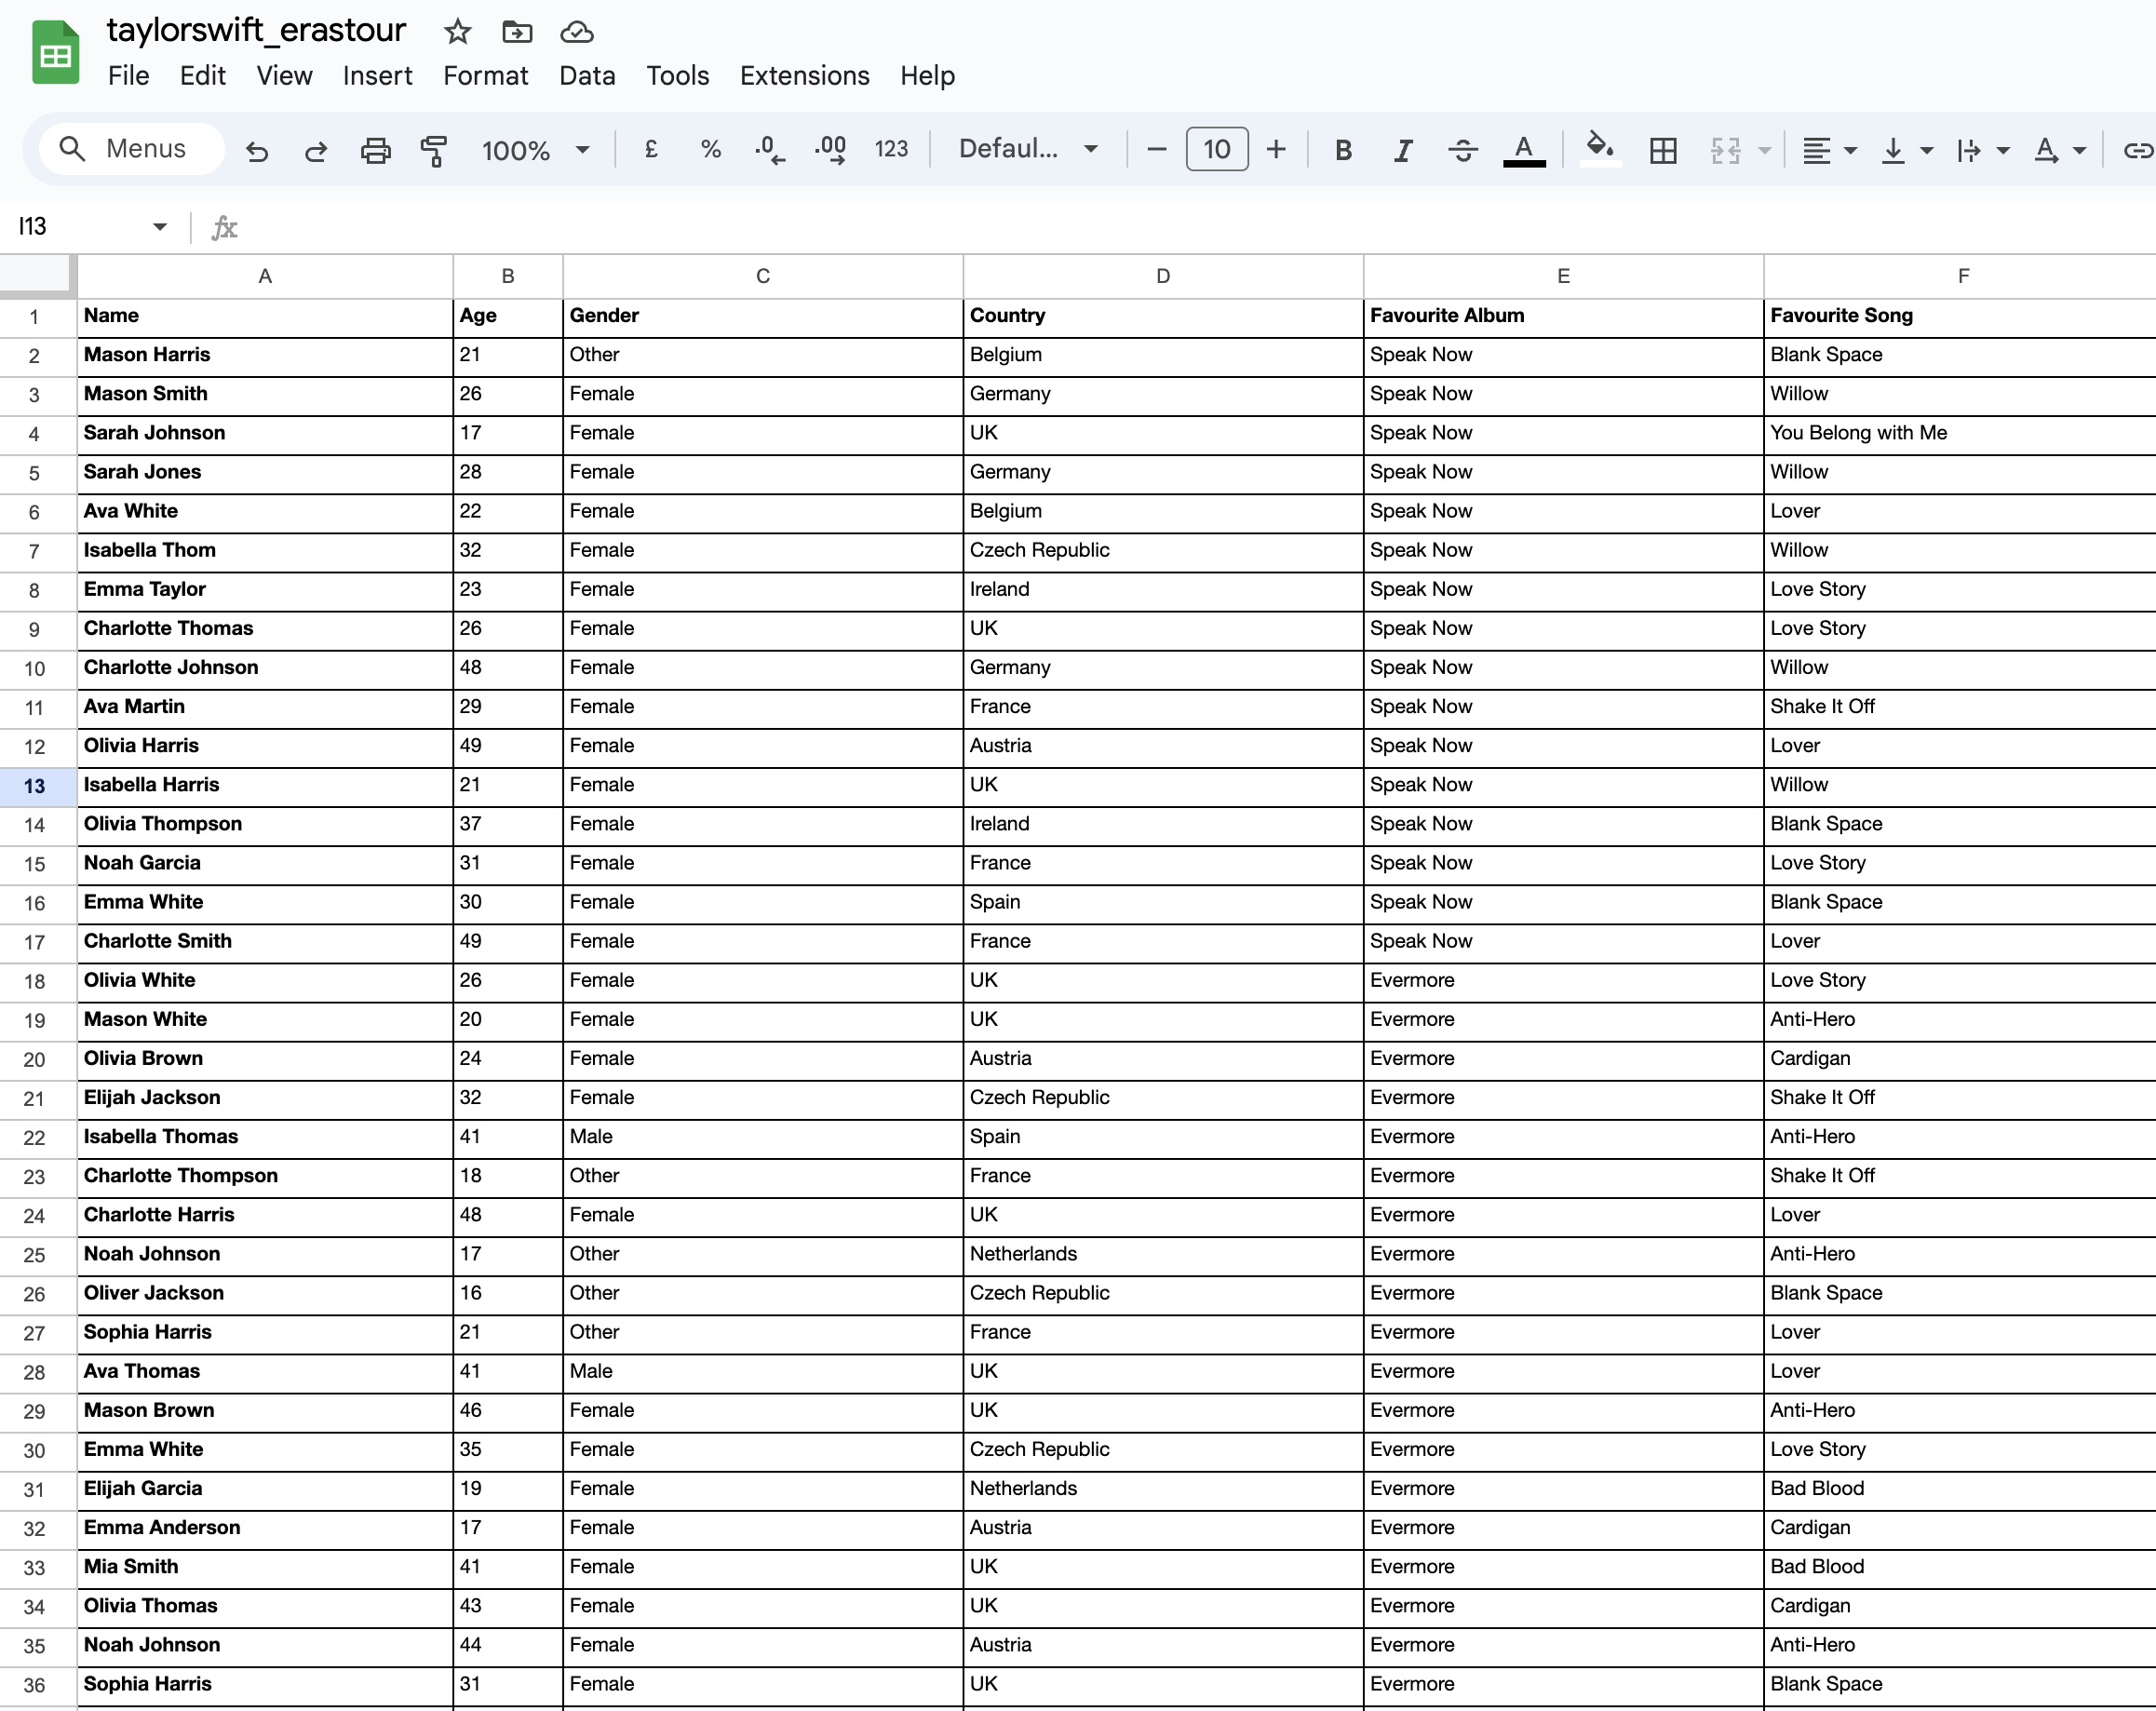 taylorswift_erastour
File Edit View Insert Format Data Tools Extensions Help
Menus 100% £ % .0 .00 123 Defaul... 10 B I S A A
I13 fx
A B C D E F
1 Name Age Gender Country Favourite Album Favourite Song
2 Mason Harris 21 Other Belgium Speak Now Blank Space
3 Mason Smith 26 Female Germany Speak Now Willow
4 Sarah Johnson 17 Female UK Speak Now You Belong with Me
5 Sarah Jones 28 Female Germany Speak Now Willow
6 Ava White 22 Female Belgium Speak Now Lover
7 Isabella Thom 32 Female Czech Republic Speak Now Willow
8 Emma Taylor 23 Female Ireland Speak Now Love Story
9 Charlotte Thomas 26 Female UK Speak Now Love Story
10 Charlotte Johnson 48 Female Germany Speak Now Willow
11 Ava Martin 29 Female France Speak Now Shake It Off
12 Olivia Harris 49 Female Austria Speak Now Lover
13 Isabella Harris 21 Female UK Speak Now Willow
14 Olivia Thompson 37 Female Ireland Speak Now Blank Space
15 Noah Garcia 31 Female France Speak Now Love Story
16 Emma White 30 Female Spain Speak Now Blank Space
17 Charlotte Smith 49 Female France Speak Now Lover
18 Olivia White 26 Female UK Evermore Love Story
19 Mason White 20 Female UK Evermore Anti-Hero
20 Olivia Brown 24 Female Austria Evermore Cardigan
21 Elijah Jackson 32 Female Czech Republic Evermore Shake It Off
22 Isabella Thomas 41 Male Spain Evermore Anti-Hero
23 Charlotte Thompson 18 Other France Evermore Shake It Off
24 Charlotte Harris 48 Female UK Evermore Lover
25 Noah Johnson 17 Other Netherlands Evermore Anti-Hero
26 Oliver Jackson 16 Other Czech Republic Evermore Blank Space
27 Sophia Harris 21 Other France Evermore Lover
28 Ava Thomas 41 Male UK Evermore Lover
29 Mason Brown 46 Female UK Evermore Anti-Hero
30 Emma White 35 Female Czech Republic Evermore Love Story
31 Elijah Garcia 19 Female Netherlands Evermore Bad Blood
32 Emma Anderson 17 Female Austria Evermore Cardigan
33 Mia Smith 41 Female UK Evermore Bad Blood
34 Olivia Thomas 43 Female UK Evermore Cardigan
35 Noah Johnson 44 Female Austria Evermore Anti-Hero
36 Sophia Harris 31 Female UK Evermore Blank Space